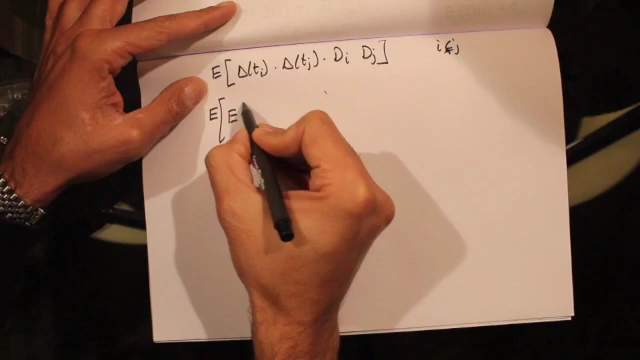 E[Δ(tᵢ) · Δ(tⱼ) · Dᵢ Dⱼ] i<j
E[E